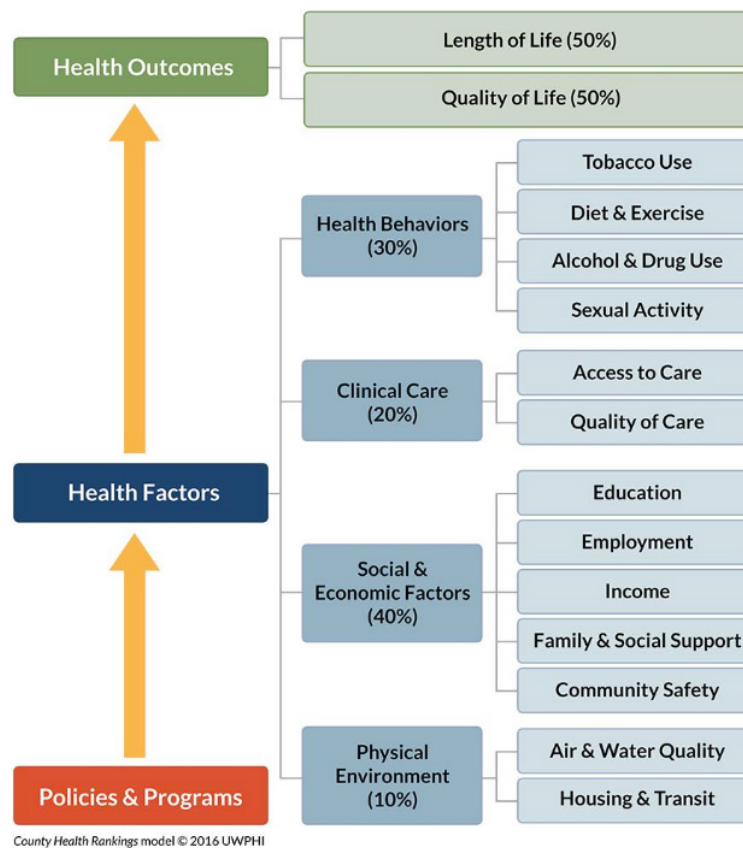 Health Outcomes
Length of Life (50%)
Quality of Life (50%)
Health Factors
Health Behaviors
(30%)
Tobacco Use
Diet & Exercise
Alcohol & Drug Use
Sexual Activity
Clinical Care
(20%)
Access to Care
Quality of Care
Social &
Economic Factors
(40%)
Education
Employment
Income
Family & Social Support
Community Safety
Physical
Environment
(10%)
Air & Water Quality
Housing & Transit
Policies & Programs
County Health Rankings model © 2016 UWPHI